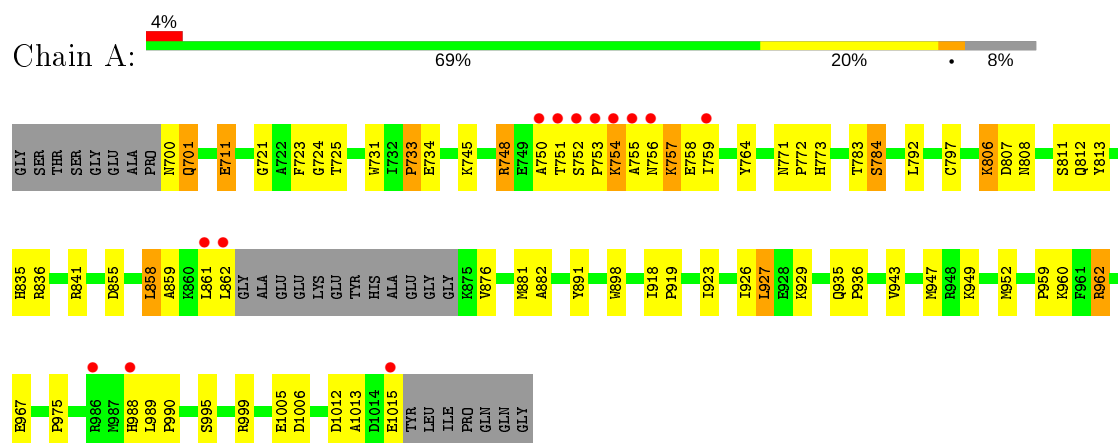 4%
Chain A:
69% 20% • 8%
GLY SER THR SER GLY GLU ALA PRO N700 Q701 E711 G721 A722 F723 G724 T725 W731 I732 P733 E734 K745 R748 E749 A750 T751 S752 P753 K754 A755 N756 K757 E758 I759 Y764 N771 P772 H773 T783 S784 L792 C797 K806 D807 N808 S811 Q812 Y813
H835 R836 R841 D855 L858 A859 K860 L861 L862 GLY ALA GLU GLU LYS GLU TYR HIS ALA GLU GLY GLY K875 V876 M881 A882 Y891 W898 I918 P919 I923 I926 L927 E928 K929 Q935 P936 V943 M947 R948 K949 M952 P959 K960 F961 R962
E967 P975 R986 M987 H988 L989 P990 S995 R999 E1005 D1006 D1012 A1013 D1014 E1015 TYR LEU ILE PRO GLN GLN GLY